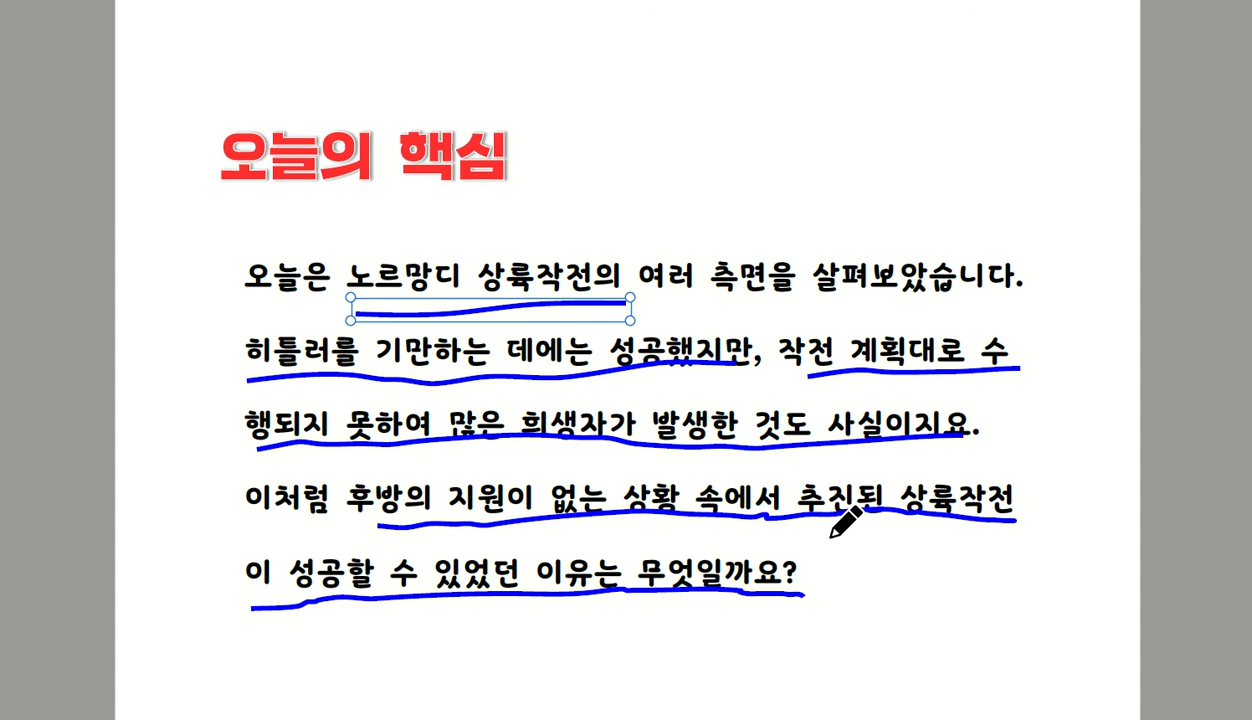 오늘의 핵심
오늘은 노르망디 상륙작전의 여러 측면을 살펴보았습니다.
히틀러를 기만하는 데에는 성공했지만, 작전 계획대로 수
행되지 못하여 많은 희생자가 발생한 것도 사실이지요.
이처럼 후방의 지원이 없는 상황 속에서 추진된 상륙작전
이 성공할 수 있었던 이유는 무엇일까요?